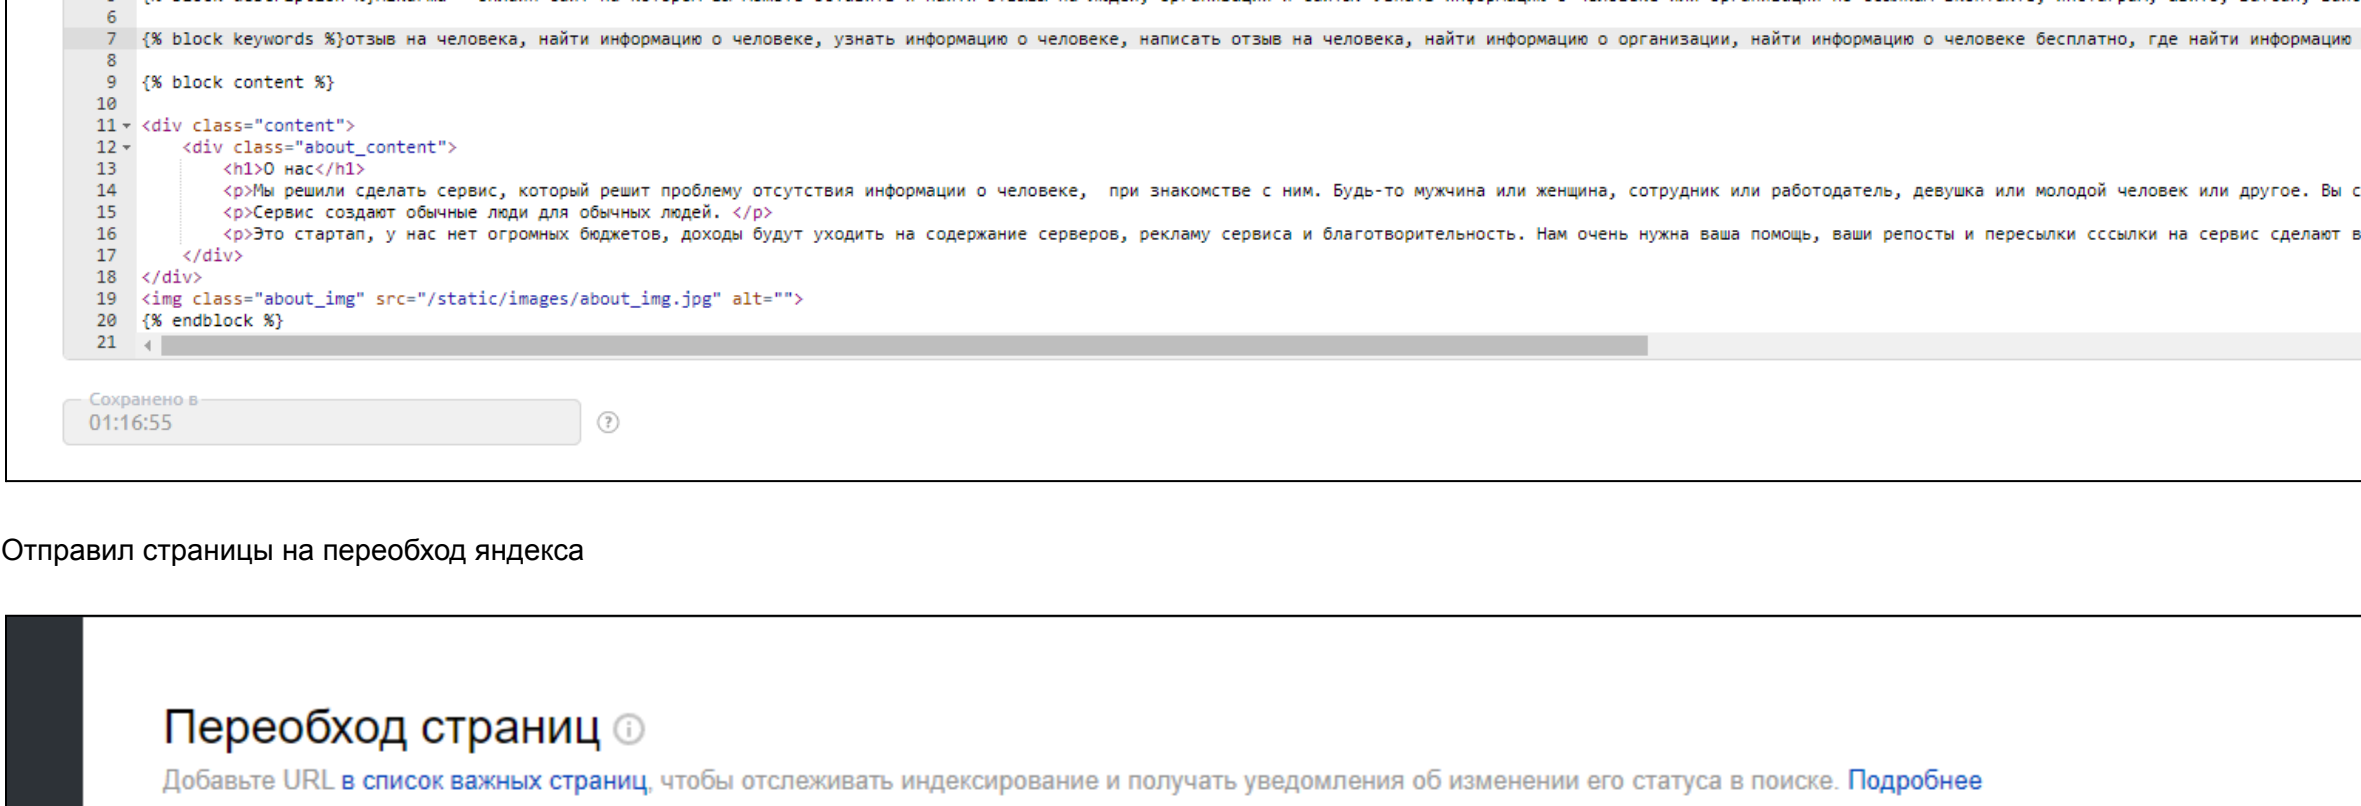 6
7 {% block keywords %}отзыв на человека, найти информацию о человеке, узнать информацию о человеке, написать отзыв на человека, найти информацию о организации, найти информацию о человеке бесплатно, где найти информацию
8
9 {% block content %}
10
11 <div class="content">
12 <div class="about_content">
13 <h1>О нас</h1>
14 <p>Мы решили сделать сервис, который решит проблему отсутствия информации о человеке,  при знакомстве с ним. Будь-то мужчина или женщина, сотрудник или работодатель, девушка или молодой человек или другое. Вы с
15 <p>Сервис создают обычные люди для обычных людей. </p>
16 <p>Это стартап, у нас нет огромных бюджетов, доходы будут уходить на содержание серверов, рекламу сервиса и благотворительность. Нам очень нужна ваша помощь, ваши репосты и пересылки сссылки на сервис сделают в
17 </div>
18 </div>
19 <img class="about_img" src="/static/images/about_img.jpg" alt="">
20 {% endblock %}
21
Сохранено в
01:16:55
Отправил страницы на переобход яндекса
Переобход страниц
Добавьте URL в список важных страниц, чтобы отслеживать индексирование и получать уведомления об изменении его статуса в поиске. Подробнее